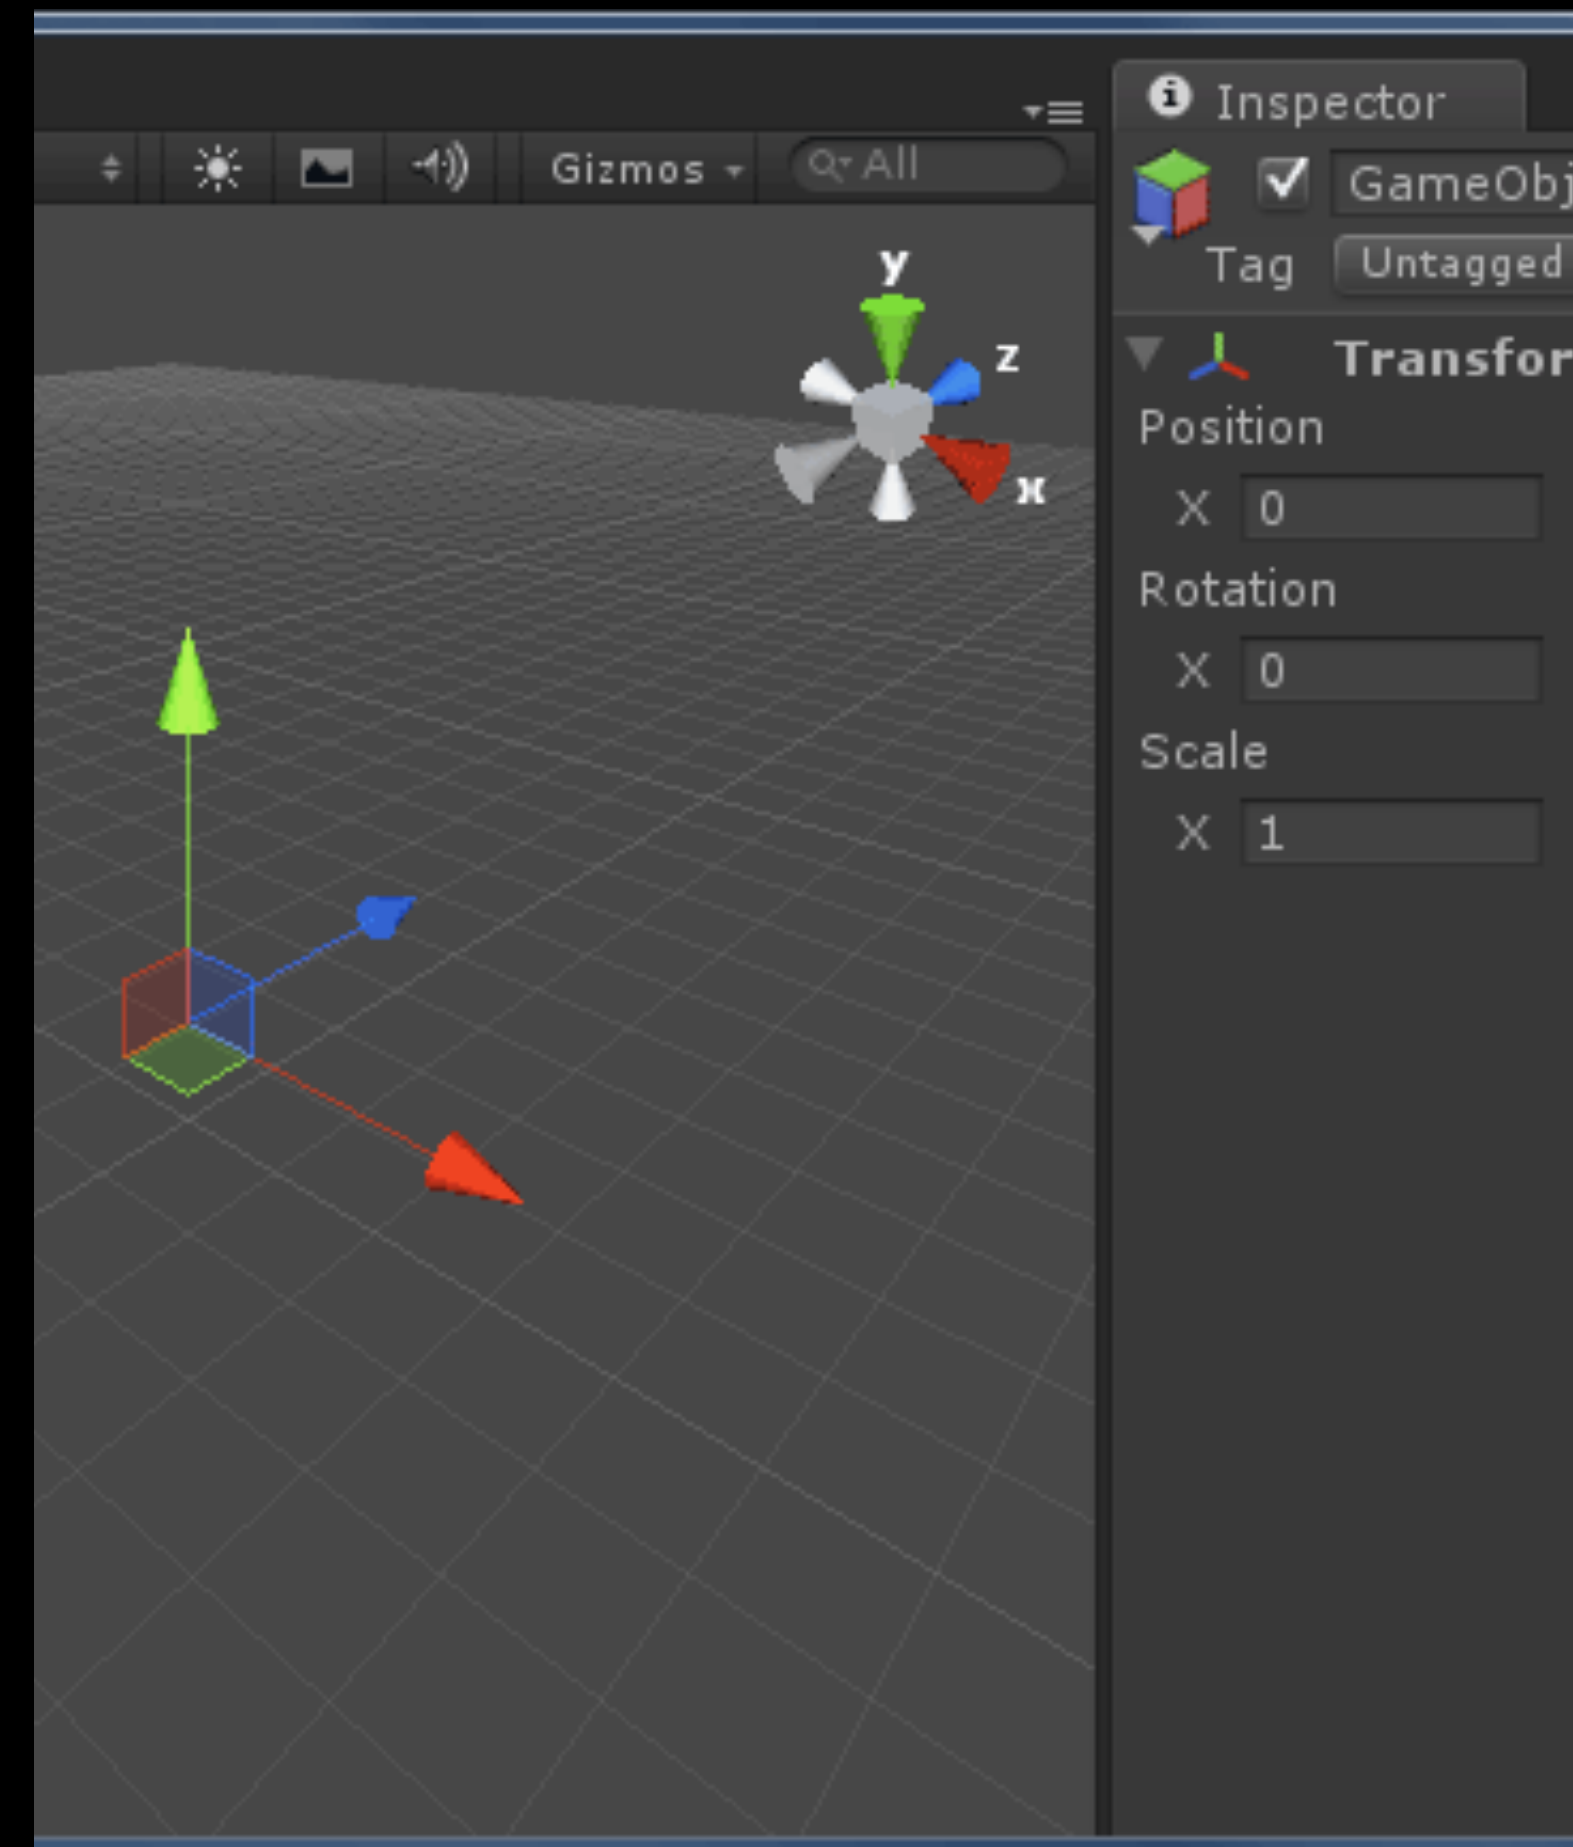 Inspector
Gizmos
All
GameObj
Tag Untagged
y
z
x
Transfor
Position
X 0
Rotation
X 0
Scale
X 1